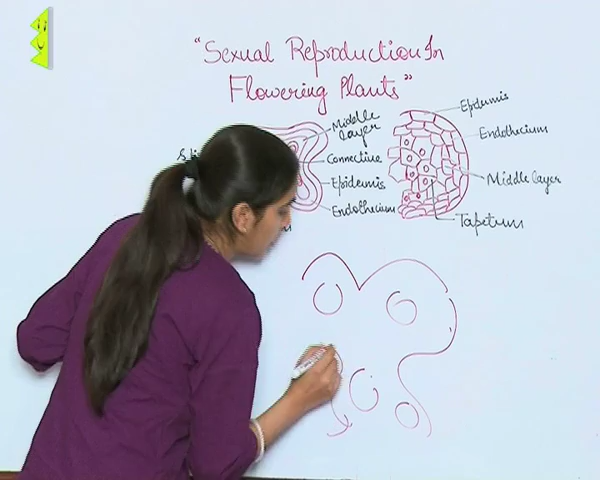 "Sexual Reproduction In
Flowering Plants"
Middle
layer
Connective
Epidermis
Endothecium
Epidermis
Endothecium
Middle layer
Tapetum